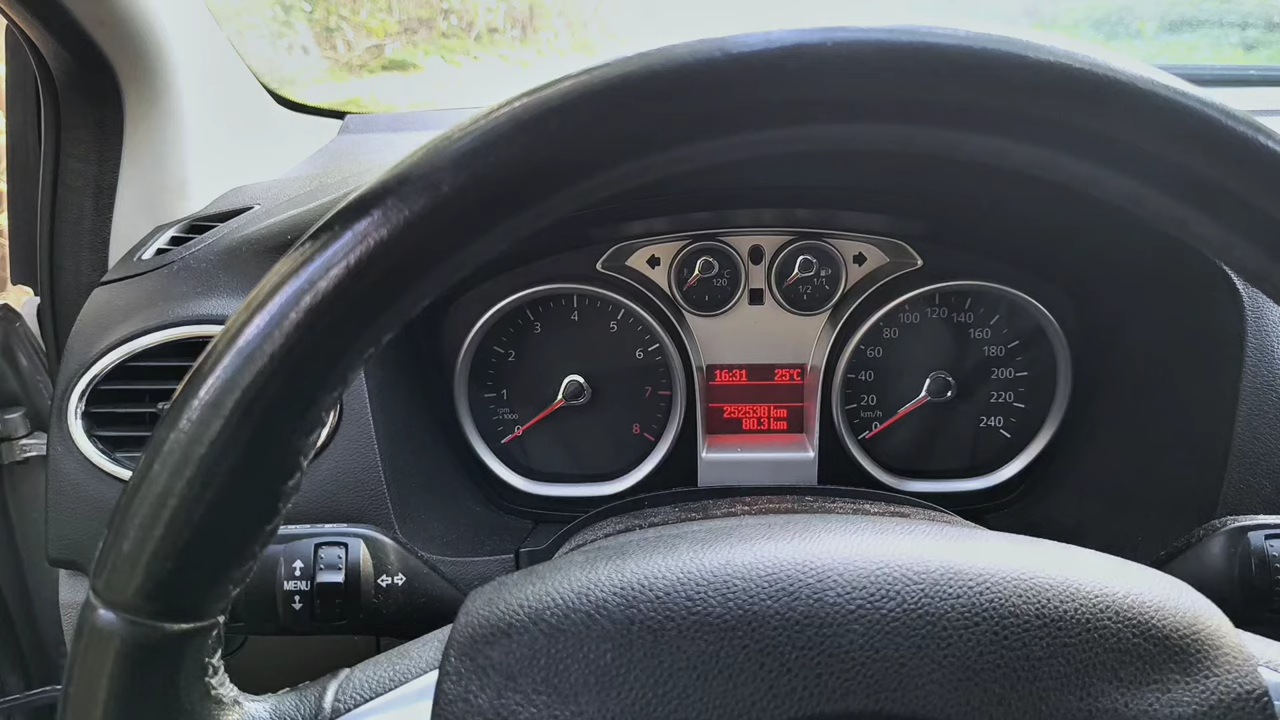 120 °C
1/2 1/1
16:31 25°C
252538 km
80.3 km
0 1 2 3 4 5 6 7 8
rpm
x1000
0 20 40 60 80 100 120 140 160 180 200 220 240
km/h
MENU